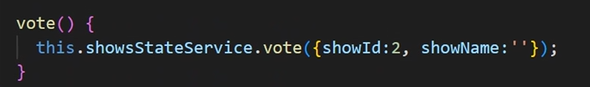 vote() {
this.showsStateService.vote({showId:2, showName:''});
}